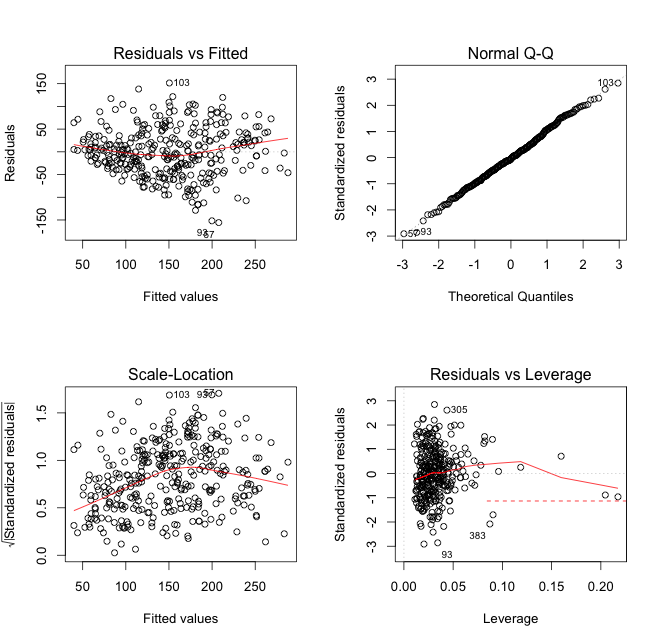 Residuals vs Fitted
Residuals
-150 -50 50 150
103
93 67
50 100 150 200 250
Fitted values
Normal Q-Q
Standardized residuals
-3 -2 -1 0 1 2 3
103
93
-3 -2 -1 0 1 2 3
Theoretical Quantiles
Scale-Location
√|Standardized residuals|
0.0 0.5 1.0 1.5
103 93
50 100 150 200 250
Fitted values
Residuals vs Leverage
Standardized residuals
-3 -2 -1 0 1 2 3
305
383
93
0.00 0.05 0.10 0.15 0.20
Leverage